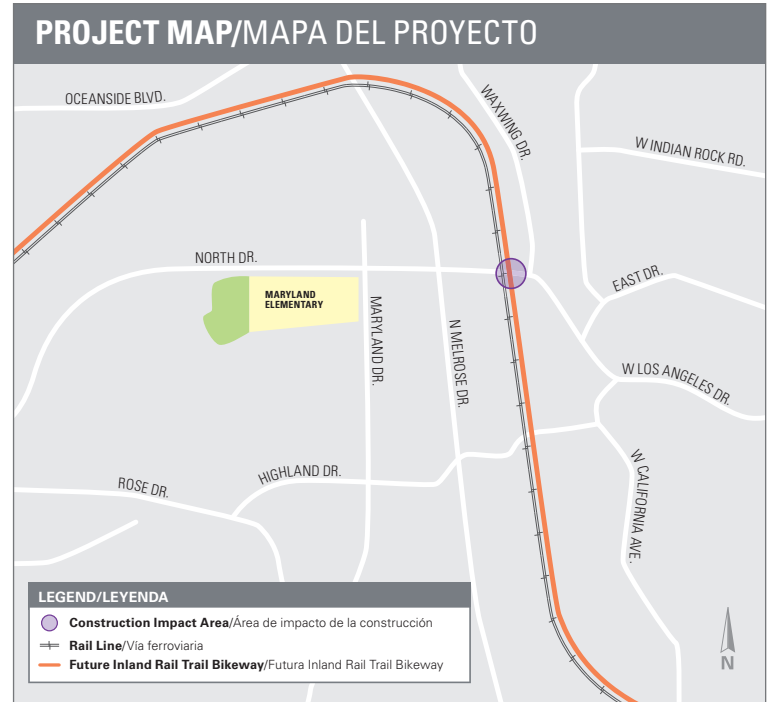 PROJECT MAP/MAPA DEL PROYECTO
OCEANSIDE BLVD.
WAXWING DR.
W INDIAN ROCK RD.
NORTH DR.
EAST DR.
MARYLAND
ELEMENTARY
MARYLAND DR.
N MELROSE DR.
W LOS ANGELES DR.
HIGHLAND DR.
ROSE DR.
W CALIFORNIA AVE.
LEGEND/LEYENDA
Construction Impact Area/Área de impacto de la construcción
Rail Line/Vía ferroviaria
Future Inland Rail Trail Bikeway/Futura Inland Rail Trail Bikeway
N